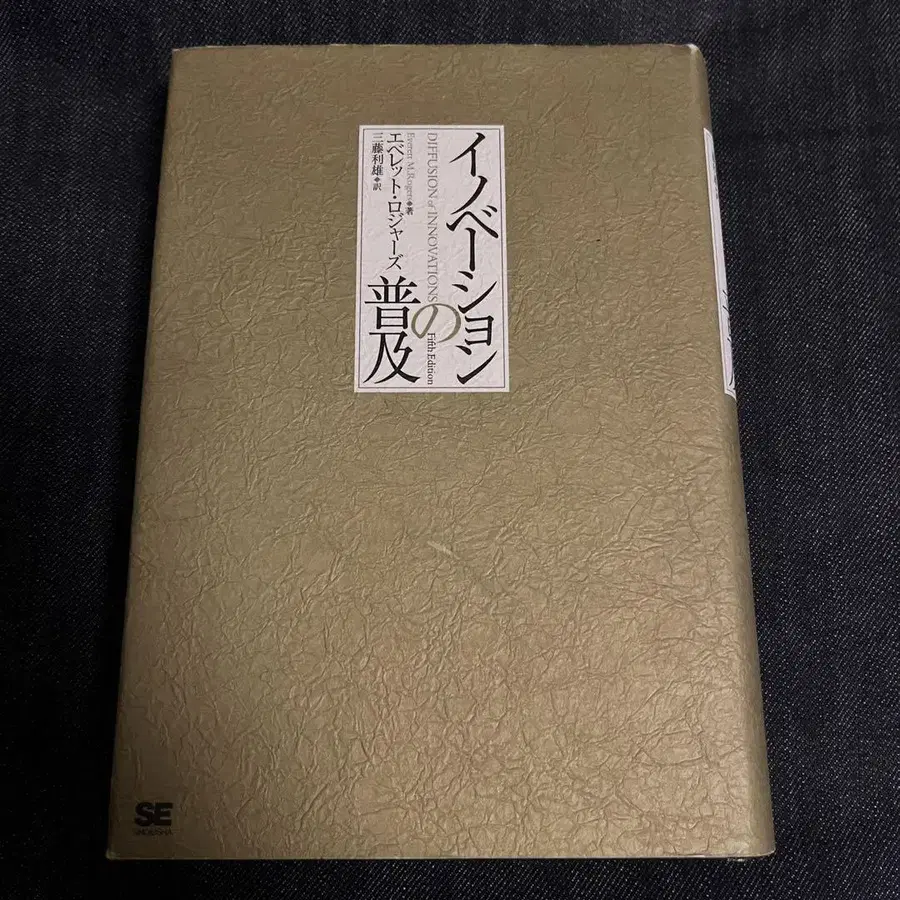 イノベーション
の
普及
DIFFUSION of INNOVATIONS Fifth Edition
Everett M. Rogers
エベレット・ロジャーズ◆著
三藤利雄◆訳
SE
SHOEISHA